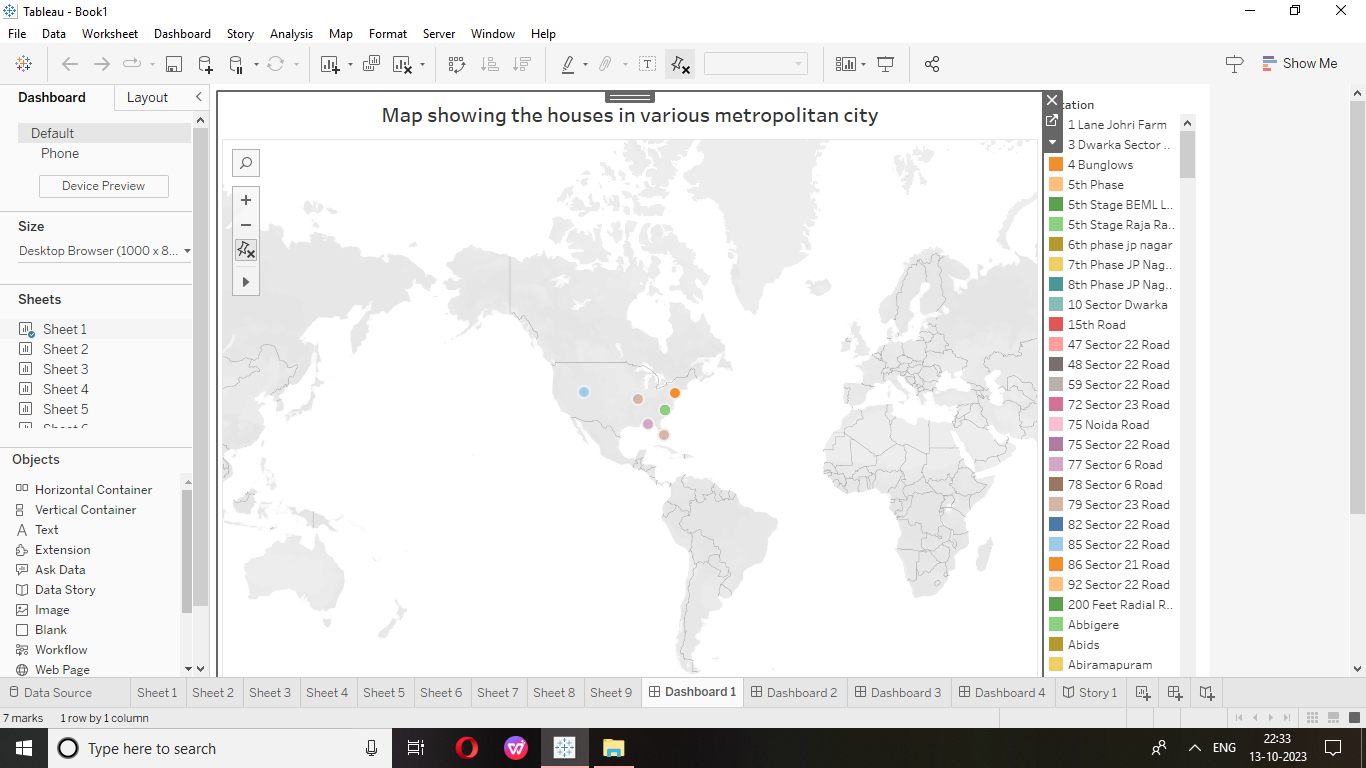 Tableau - Book1
File Data Worksheet Dashboard Story Analysis Map Format Server Window Help
Show Me
Dashboard Layout
Default
Phone
Device Preview
Size
Desktop Browser (1000 x 8...
Sheets
Sheet 1
Sheet 2
Sheet 3
Sheet 4
Sheet 5
Objects
Horizontal Container
Vertical Container
Text
Extension
Ask Data
Data Story
Image
Blank
Workflow
Web Page
Map showing the houses in various metropolitan city
1 Lane Johri Farm
3 Dwarka Sector ..
4 Bunglows
5th Phase
5th Stage BEML L..
5th Stage Raja Ra..
6th phase jp nagar
7th Phase JP Nag..
8th Phase JP Nag..
10 Sector Dwarka
15th Road
47 Sector 22 Road
48 Sector 22 Road
59 Sector 22 Road
72 Sector 23 Road
75 Noida Road
75 Sector 22 Road
77 Sector 6 Road
78 Sector 6 Road
79 Sector 23 Road
82 Sector 22 Road
85 Sector 22 Road
86 Sector 21 Road
92 Sector 22 Road
200 Feet Radial R..
Abbigere
Abids
Abiramapuram
Data Source Sheet 1 Sheet 2 Sheet 3 Sheet 4 Sheet 5 Sheet 6 Sheet 7 Sheet 8 Sheet 9 Dashboard 1 Dashboard 2 Dashboard 3 Dashboard 4 Story 1
7 marks 1 row by 1 column
Type here to search
ENG
22:33
13-10-2023